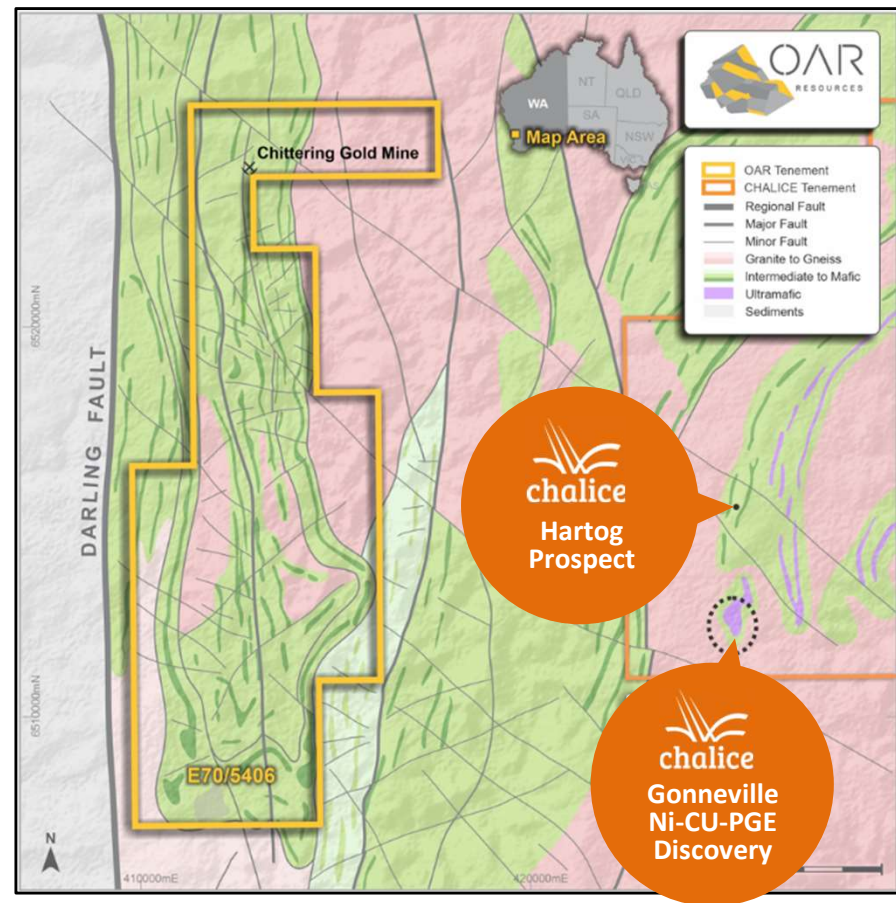 OAR
RESOURCES
NT
QLD
WA
SA
NSW
Map Area
Chittering Gold Mine
OAR Tenement
CHALICE Tenement
Regional Fault
Major Fault
Minor Fault
Granite to Gneiss
Intermediate to Mafic
Ultramafic
Sediments
6520000mN
DARLING FAULT
chalice
Hartog
Prospect
6510000mN
chalice
Gonneville
Ni-CU-PGE
Discovery
E70/5406
N
410000mE
420000mE